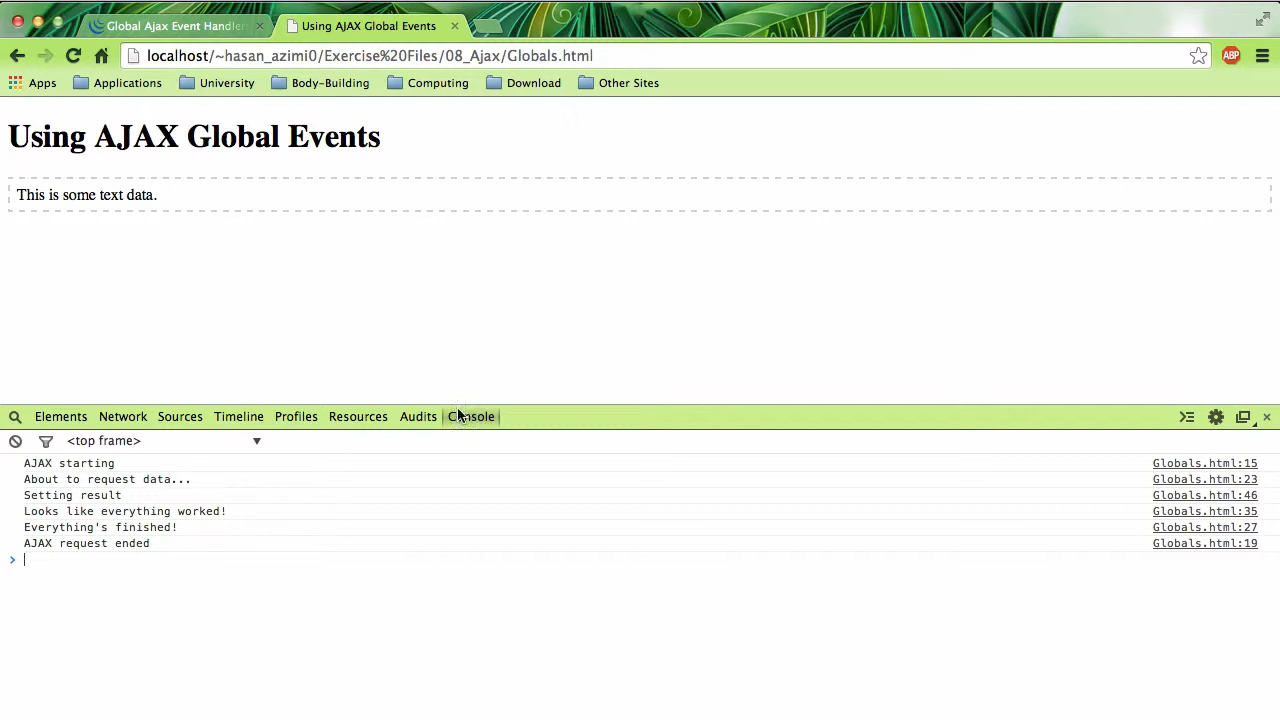 Global Ajax Event Handler
Using AJAX Global Events
localhost/~hasan_azimi0/Exercise%20Files/08_Ajax/Globals.html
ABP
Apps Applications University Body-Building Computing Download Other Sites
Using AJAX Global Events
This is some text data.
Elements Network Sources Timeline Profiles Resources Audits Console
<top frame>
AJAX starting Globals.html:15
About to request data... Globals.html:23
Setting result Globals.html:46
Looks like everything worked! Globals.html:35
Everything's finished! Globals.html:27
AJAX request ended Globals.html:19